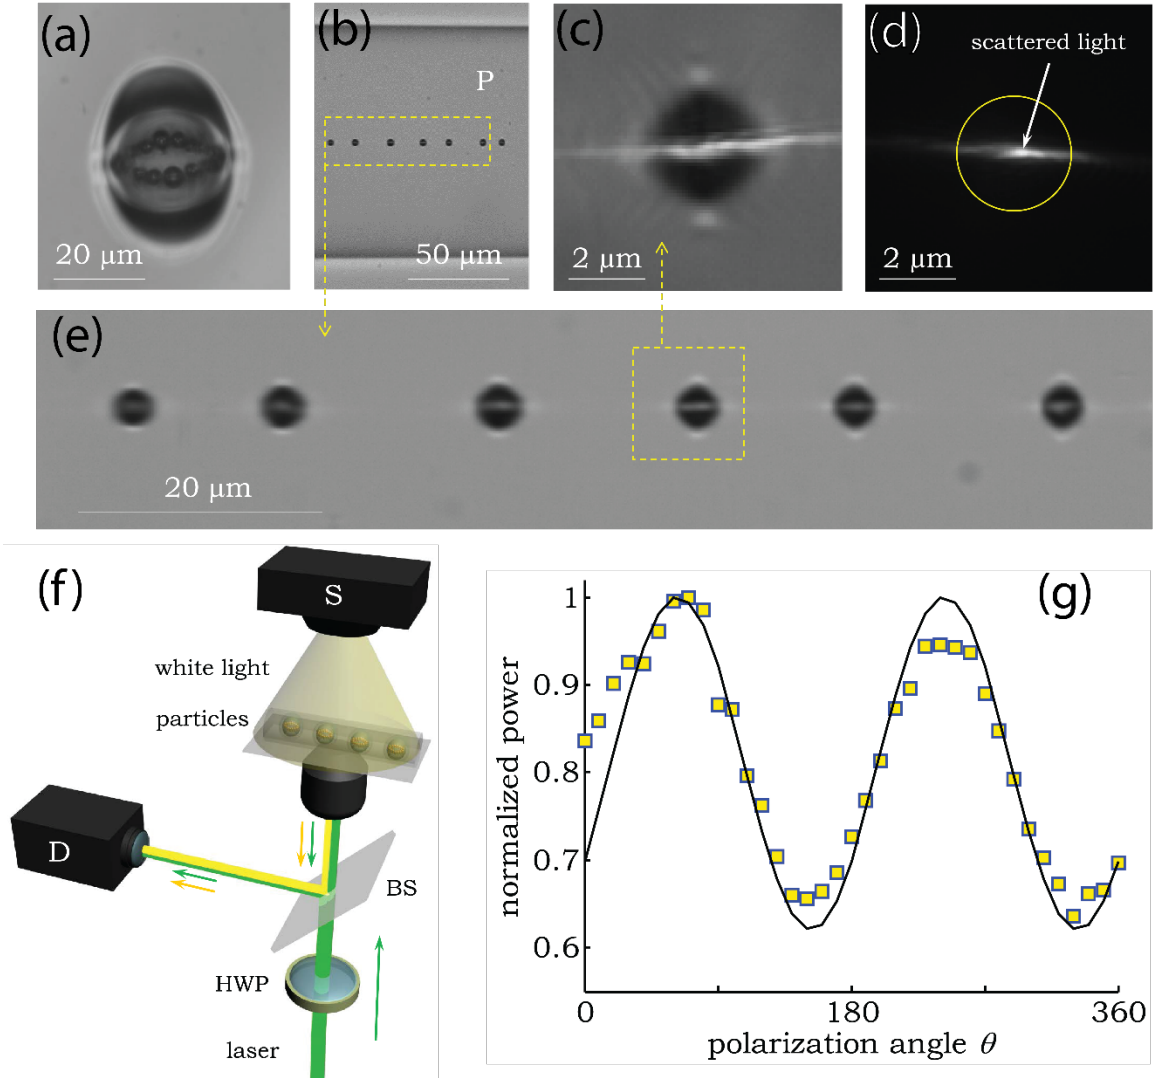 (a)
20 µm
(b)
P
50 µm
(c)
2 µm
(d)
scattered light
2 µm
(e)
20 µm
(f)
S
white light
particles
D
BS
HWP
laser
(g)
normalized power
1
0.9
0.8
0.7
0.6
0
180
360
polarization angle θ